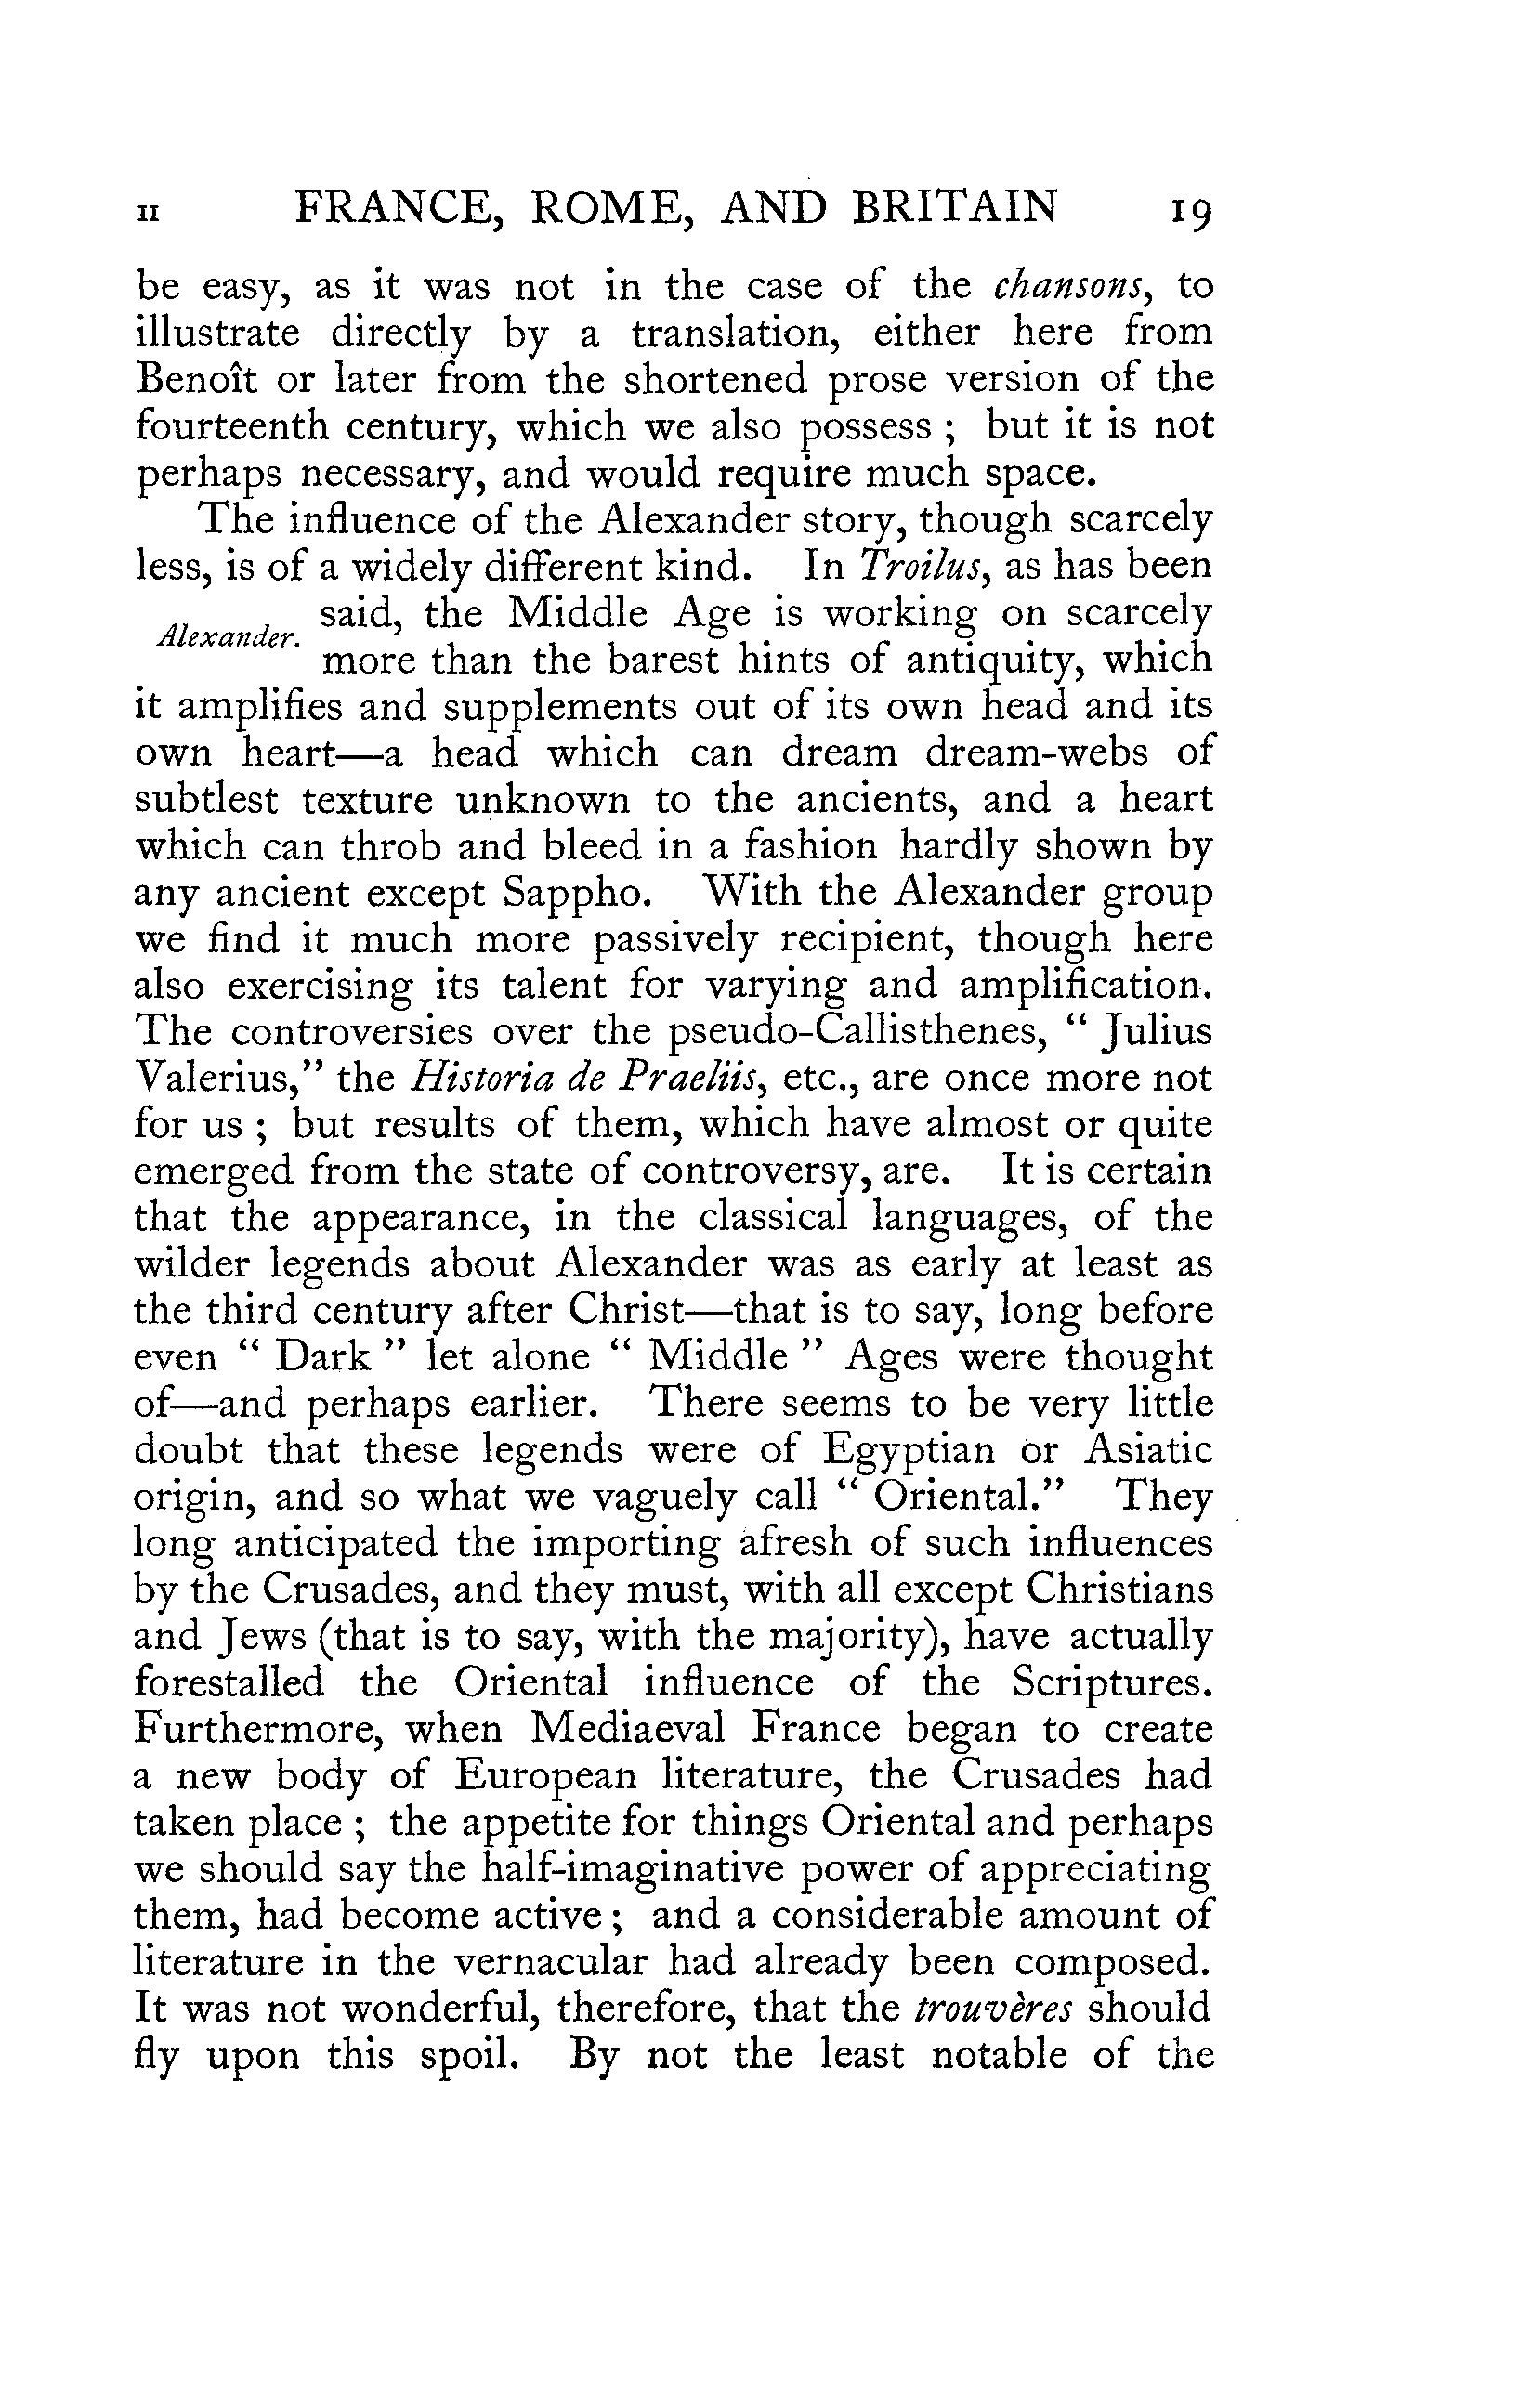 II FRANCE, ROME, AND BRITAIN 19
be easy, as it was not in the case of the chansons, to
illustrate directly by a translation, either here from
Benoît or later from the shortened prose version of the
fourteenth century, which we also possess ; but it is not
perhaps necessary, and would require much space.
The influence of the Alexander story, though scarcely
less, is of a widely different kind. In Troilus, as has been
said, the Middle Age is working on scarcely
Alexander.
more than the barest hints of antiquity, which
it amplifies and supplements out of its own head and its
own heart—a head which can dream dream-webs of
subtlest texture unknown to the ancients, and a heart
which can throb and bleed in a fashion hardly shown by
any ancient except Sappho. With the Alexander group
we find it much more passively recipient, though here
also exercising its talent for varying and amplification.
The controversies over the pseudo-Callisthenes, “ Julius
Valerius,” the Historia de Praeliis, etc., are once more not
for us ; but results of them, which have almost or quite
emerged from the state of controversy, are. It is certain
that the appearance, in the classical languages, of the
wilder legends about Alexander was as early at least as
the third century after Christ—that is to say, long before
even “ Dark ” let alone “ Middle ” Ages were thought
of—and perhaps earlier. There seems to be very little
doubt that these legends were of Egyptian or Asiatic
origin, and so what we vaguely call “ Oriental.” They
long anticipated the importing afresh of such influences
by the Crusades, and they must, with all except Christians
and Jews (that is to say, with the majority), have actually
forestalled the Oriental influence of the Scriptures.
Furthermore, when Mediaeval France began to create
a new body of European literature, the Crusades had
taken place ; the appetite for things Oriental and perhaps
we should say the half-imaginative power of appreciating
them, had become active ; and a considerable amount of
literature in the vernacular had already been composed.
It was not wonderful, therefore, that the trouvères should
fly upon this spoil. By not the least notable of the